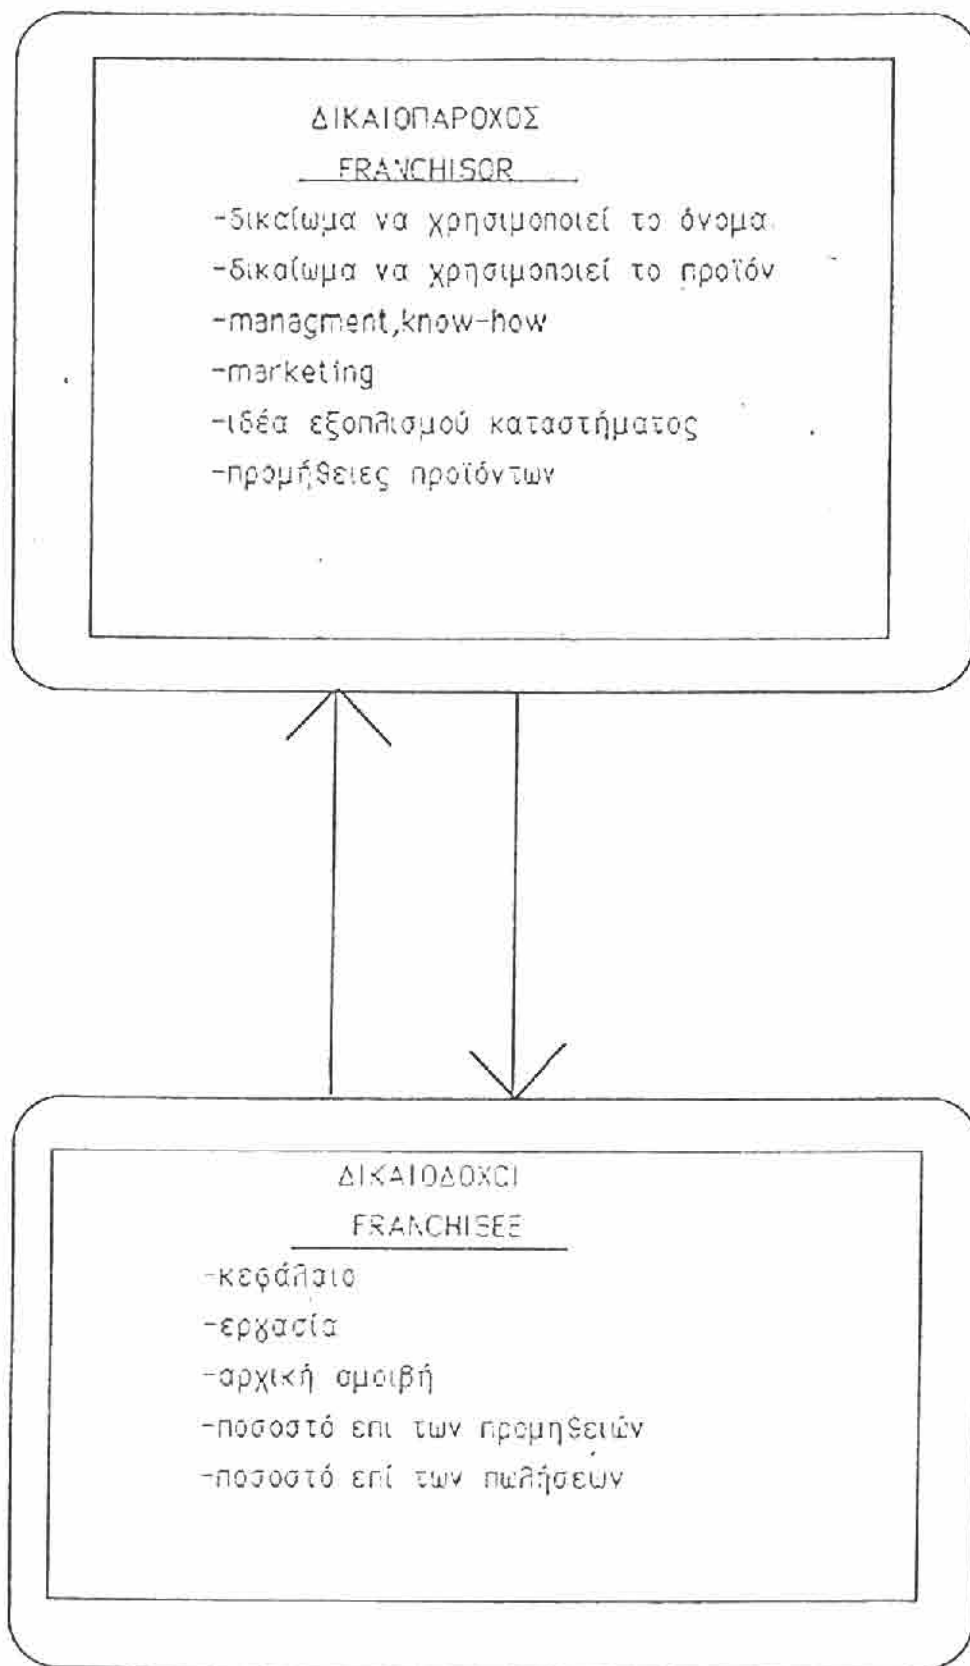 ΔΙΚΑΙΟΠΑΡΟΧΟΣ
FRANCHISOR
-δικαίωμα να χρησιμοποιεί το όνομα
-δικαίωμα να χρησιμοποιεί το προϊόν
-managment,know-how
-marketing
-ιδέα εξοπλισμού καταστήματος
-προμήθειες προϊόντων
ΔΙΚΑΙΟΔΟΧΟΙ
FRANCHISEE
-κεφάλαιο
-εργασία
-αρχική αμοιβή
-ποσοστό επι των προμηθειών
-ποσοστό επί των πωλήσεών